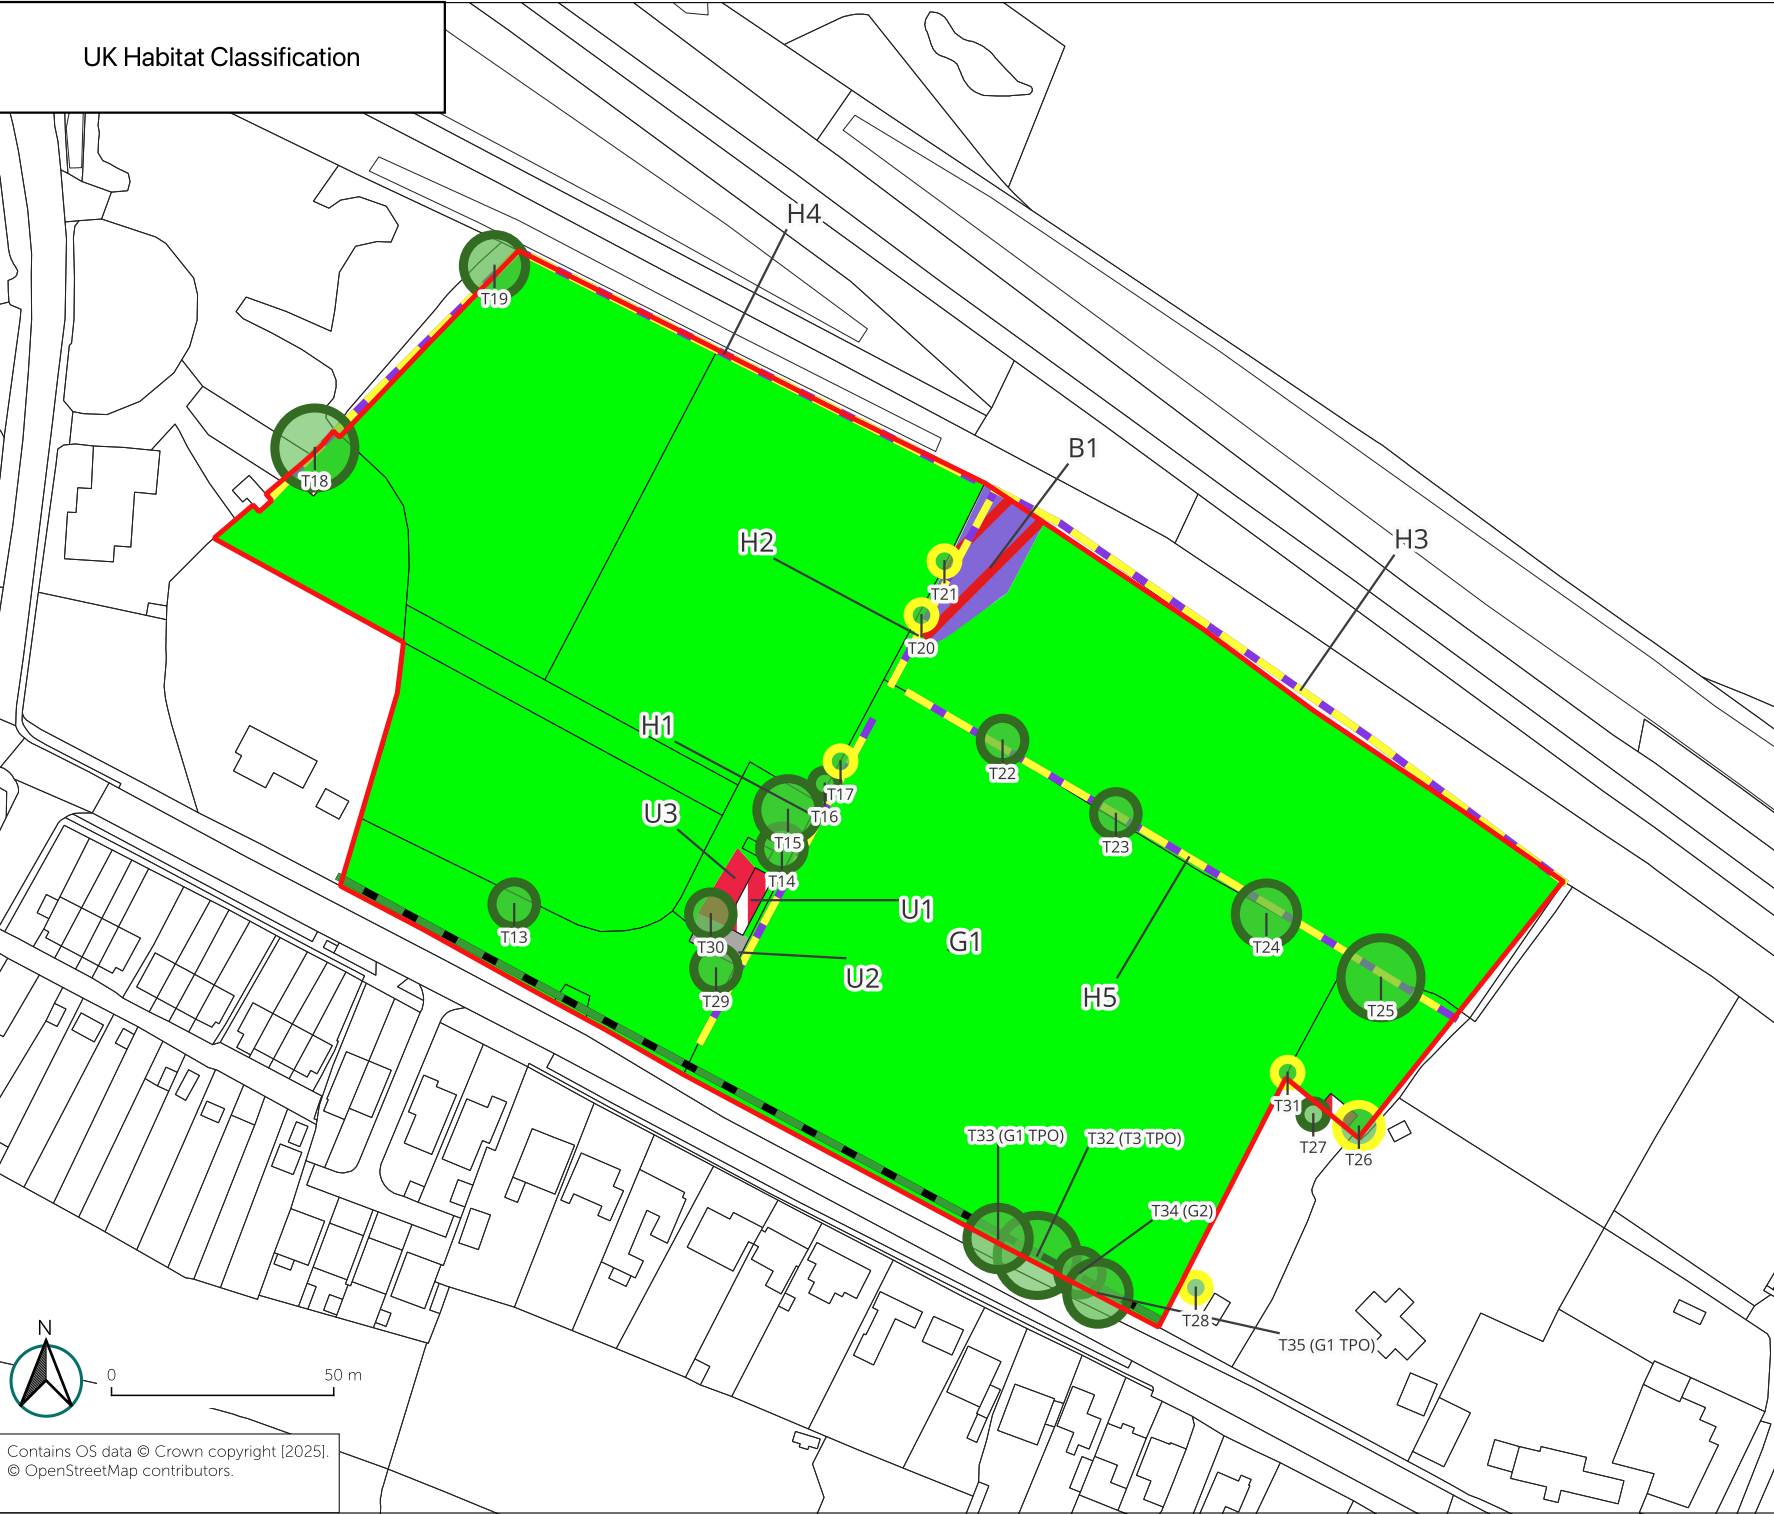 UK Habitat Classification
H4
T19
B1
T18
H3
H2
T21
T20
H1
T22
T17
U3
T16
T15
T23
T14
U1
T13
G1
T30
T24
U2
H5
T29
T25
T31
T33 (G1 TPO)
T32 (T3 TPO)
T27
T26
T34 (G2)
T28
T35 (G1 TPO)
N
0
50 m
Contains OS data © Crown copyright [2025].
© OpenStreetMap contributors.